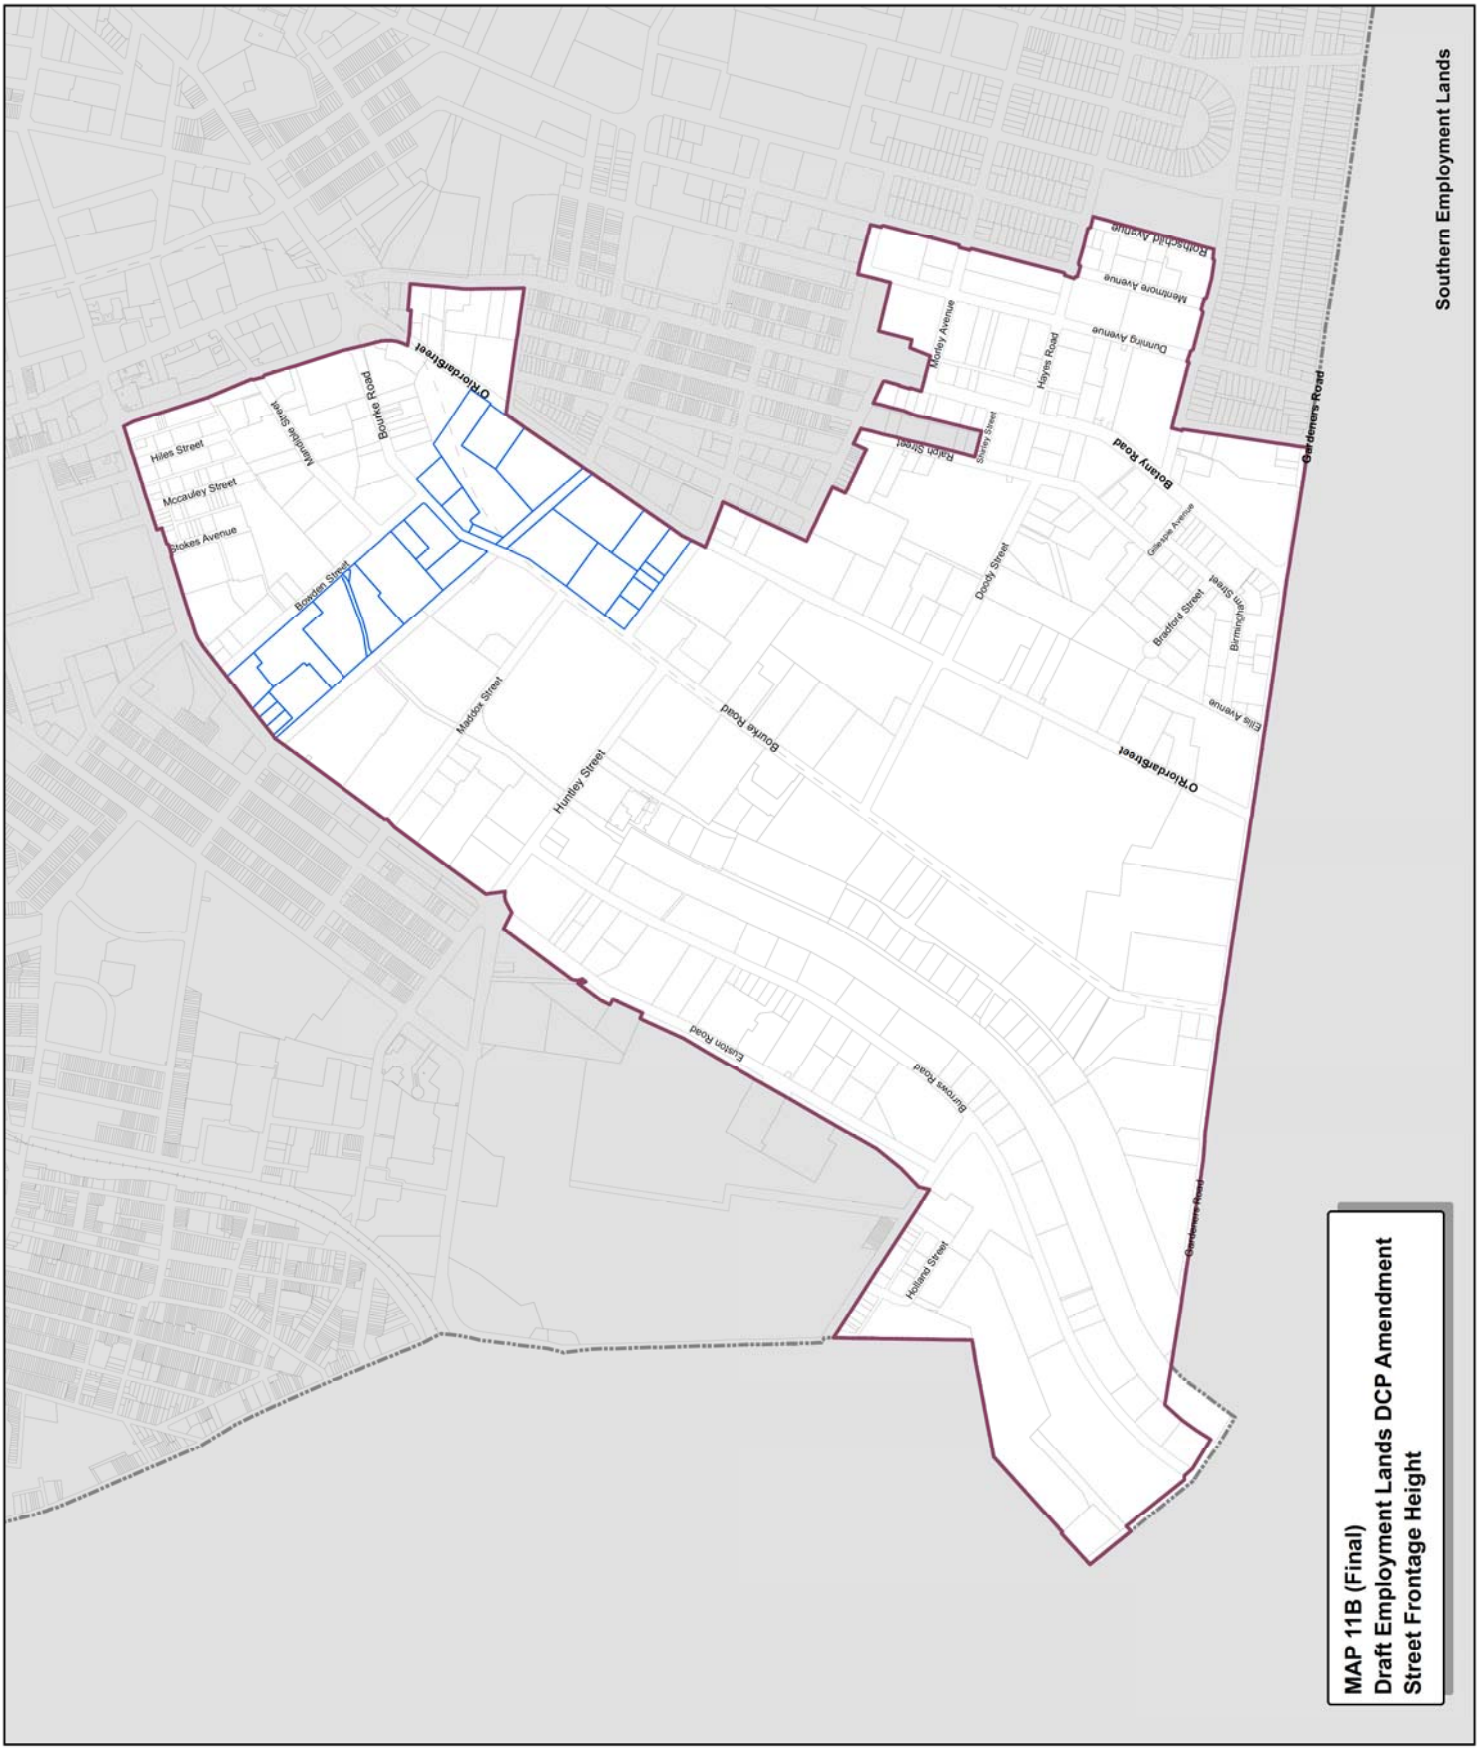 MAP 11B (Final)
Draft Employment Lands DCP Amendment
Street Frontage Height
Southern Employment Lands
Hiles Street
Mccauley Street
Stokes Avenue
Mandible Street
Bourke Road
O'RiordanStreet
Bowden Street
Maddox Street
Huntley Street
Bourke Road
Euston Road
Burrows Road
Holland Street
Gardeners Road
O'RiordanStreet
Ellis Avenue
Birmingham Street
Bradford Street
Gillespie Avenue
Doody Street
Botany Road
Ralph Street
Shirley Street
Morley Avenue
Hayes Road
Dunning Avenue
Mentmore Avenue
Rothschild Avenue
Gardeners Road